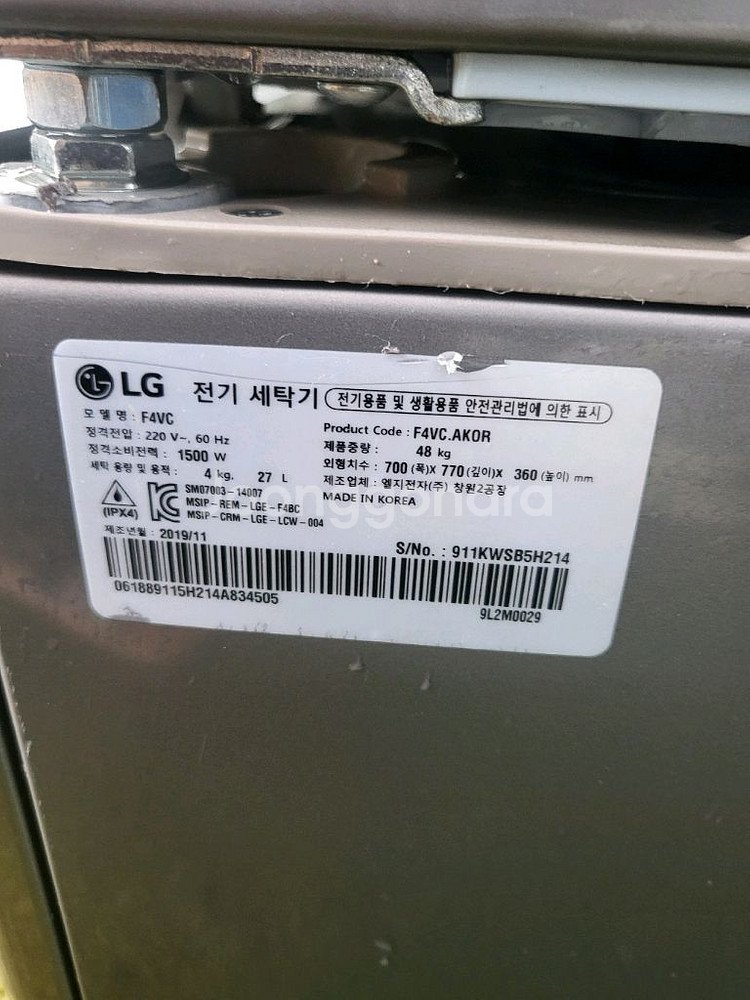 LG 전기 세탁기 전기용품 및 생활용품 안전관리법에 의한 표시
모 델 명 : F4VC
정격전압 : 220 V~, 60 Hz
정격소비전력 : 1500 W
세탁 용량 및 용적 : 4 kg, 27 L
Product Code : F4VC.AKOR
제품중량 : 48 kg
외형치수 : 700 (폭)X 770(깊이)X 360(높이) mm
제조업체 : 엘지전자(주) 창원2공장
MADE IN KOREA
(IPX4)
SM07003-14007
MSIP-REM-LGE-F4BC
MSIP-CRM-LGE-LCW-004
제조년월 : 2019/11
S/No. : 911KWSB5H214
061889115H214A834505
9L2M0029
joonggonara